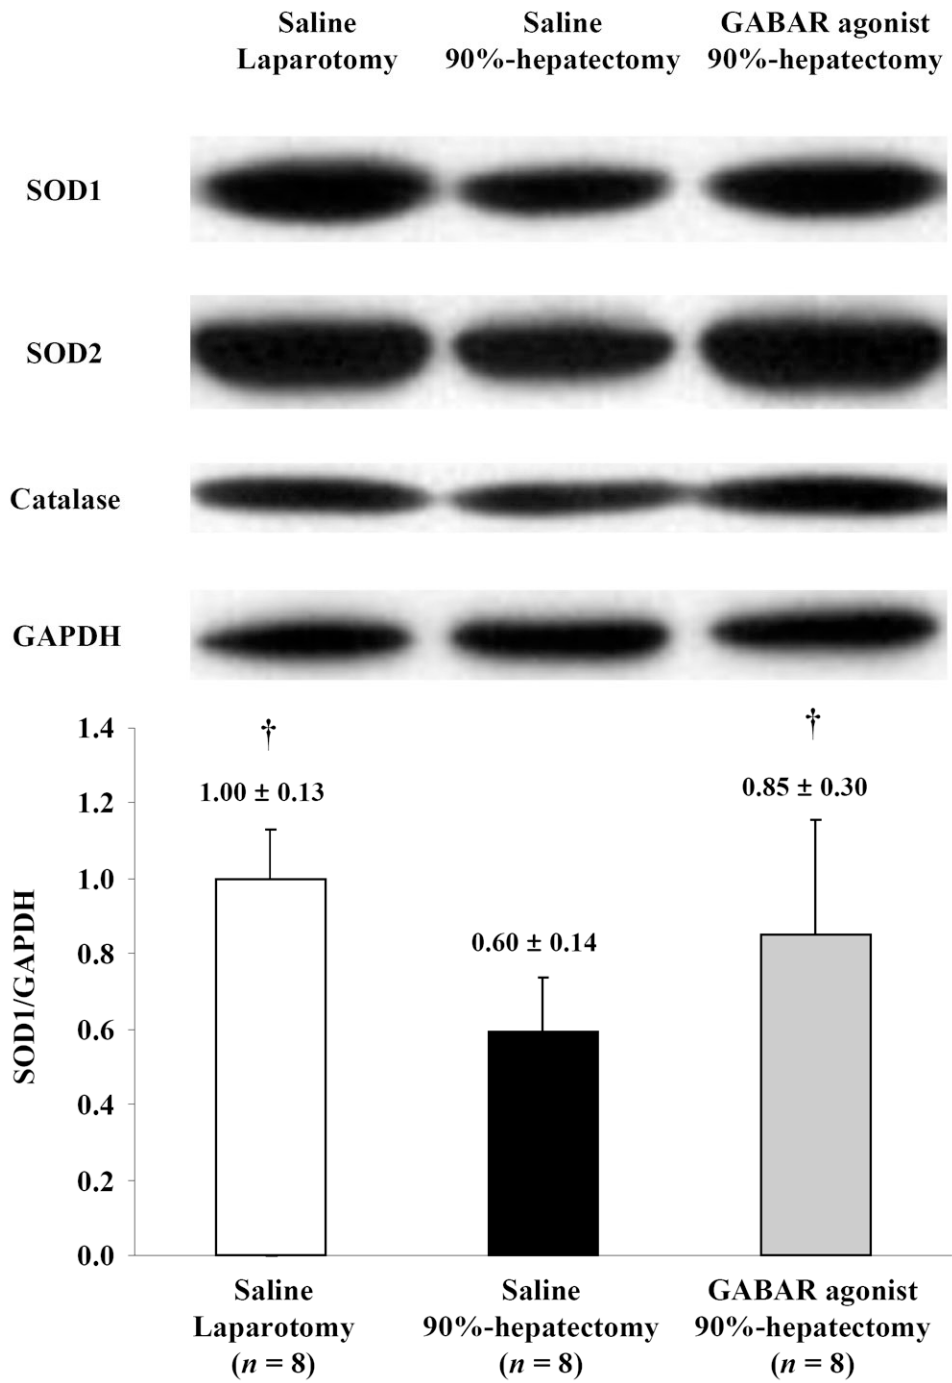 Saline Laparotomy
Saline 90%-hepatectomy
GABAR agonist 90%-hepatectomy
SOD1
SOD2
Catalase
GAPDH
SOD1/GAPDH
1.4
1.2
1.0
0.8
0.6
0.4
0.2
0.0
†
1.00 ± 0.13
0.60 ± 0.14
†
0.85 ± 0.30
Saline
Laparotomy
(n = 8)
Saline
90%-hepatectomy
(n = 8)
GABAR agonist
90%-hepatectomy
(n = 8)